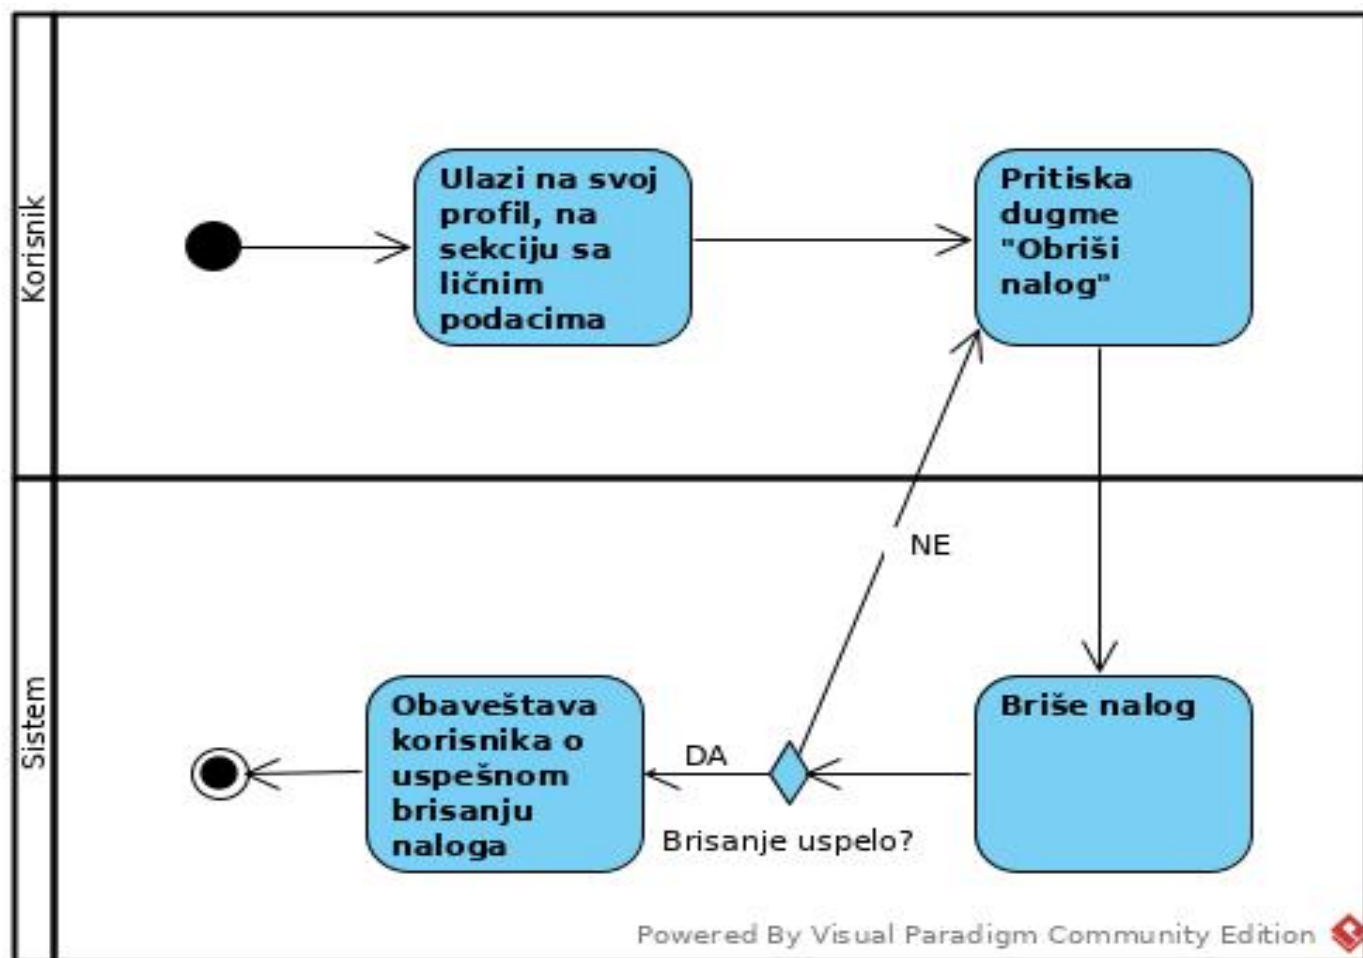 Korisnik
Ulazi na svoj
profil, na
sekciju sa
ličnim
podacima
Pritiska
dugme
"Obriši
nalog"
NE
Sistem
Obaveštava
korisnika o
uspešnom
brisanju
naloga
DA
Brisanje uspelo?
Briše nalog
Powered By Visual Paradigm Community Edition